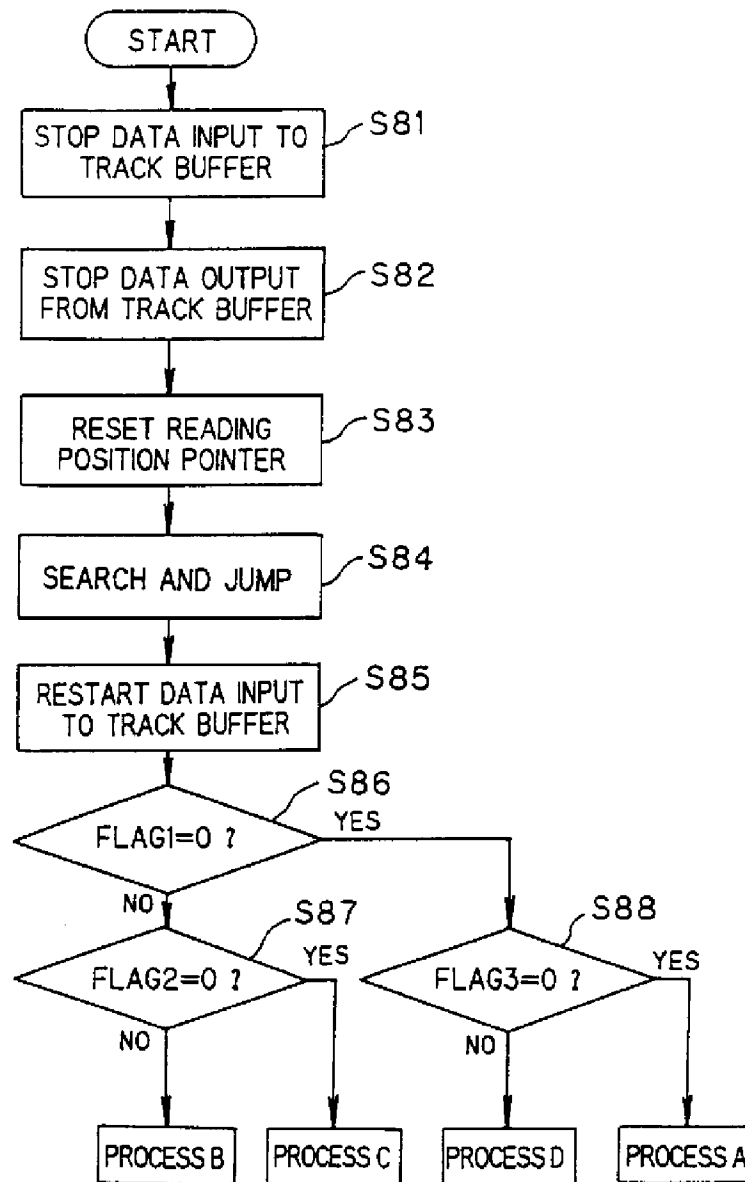 START
STOP DATA INPUT TO
TRACK BUFFER
S81
STOP DATA OUTPUT
FROM TRACK BUFFER
S82
RESET READING
POSITION POINTER
S83
SEARCH AND JUMP
S84
RESTART DATA INPUT
TO TRACK BUFFER
S85
FLAG1=0 ?
S86
YES
NO
FLAG2=0 ?
S87
YES
NO
FLAG3=0 ?
S88
YES
NO
PROCESS B
PROCESS C
PROCESS D
PROCESS A